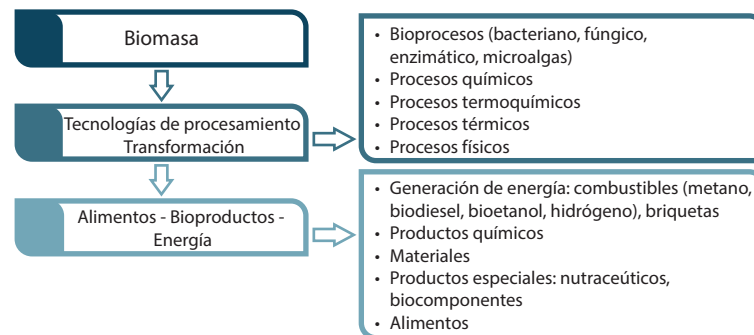 Biomasa
Tecnologías de procesamiento
Transformación
Alimentos - Bioproductos -
Energía
• Bioprocesos (bacteriano, fúngico,
enzimático, microalgas)
• Procesos químicos
• Procesos termoquímicos
• Procesos térmicos
• Procesos físicos
• Generación de energía: combustibles (metano,
biodiesel, bioetanol, hidrógeno), briquetas
• Productos químicos
• Materiales
• Productos especiales: nutraceúticos,
biocomponentes
• Alimentos